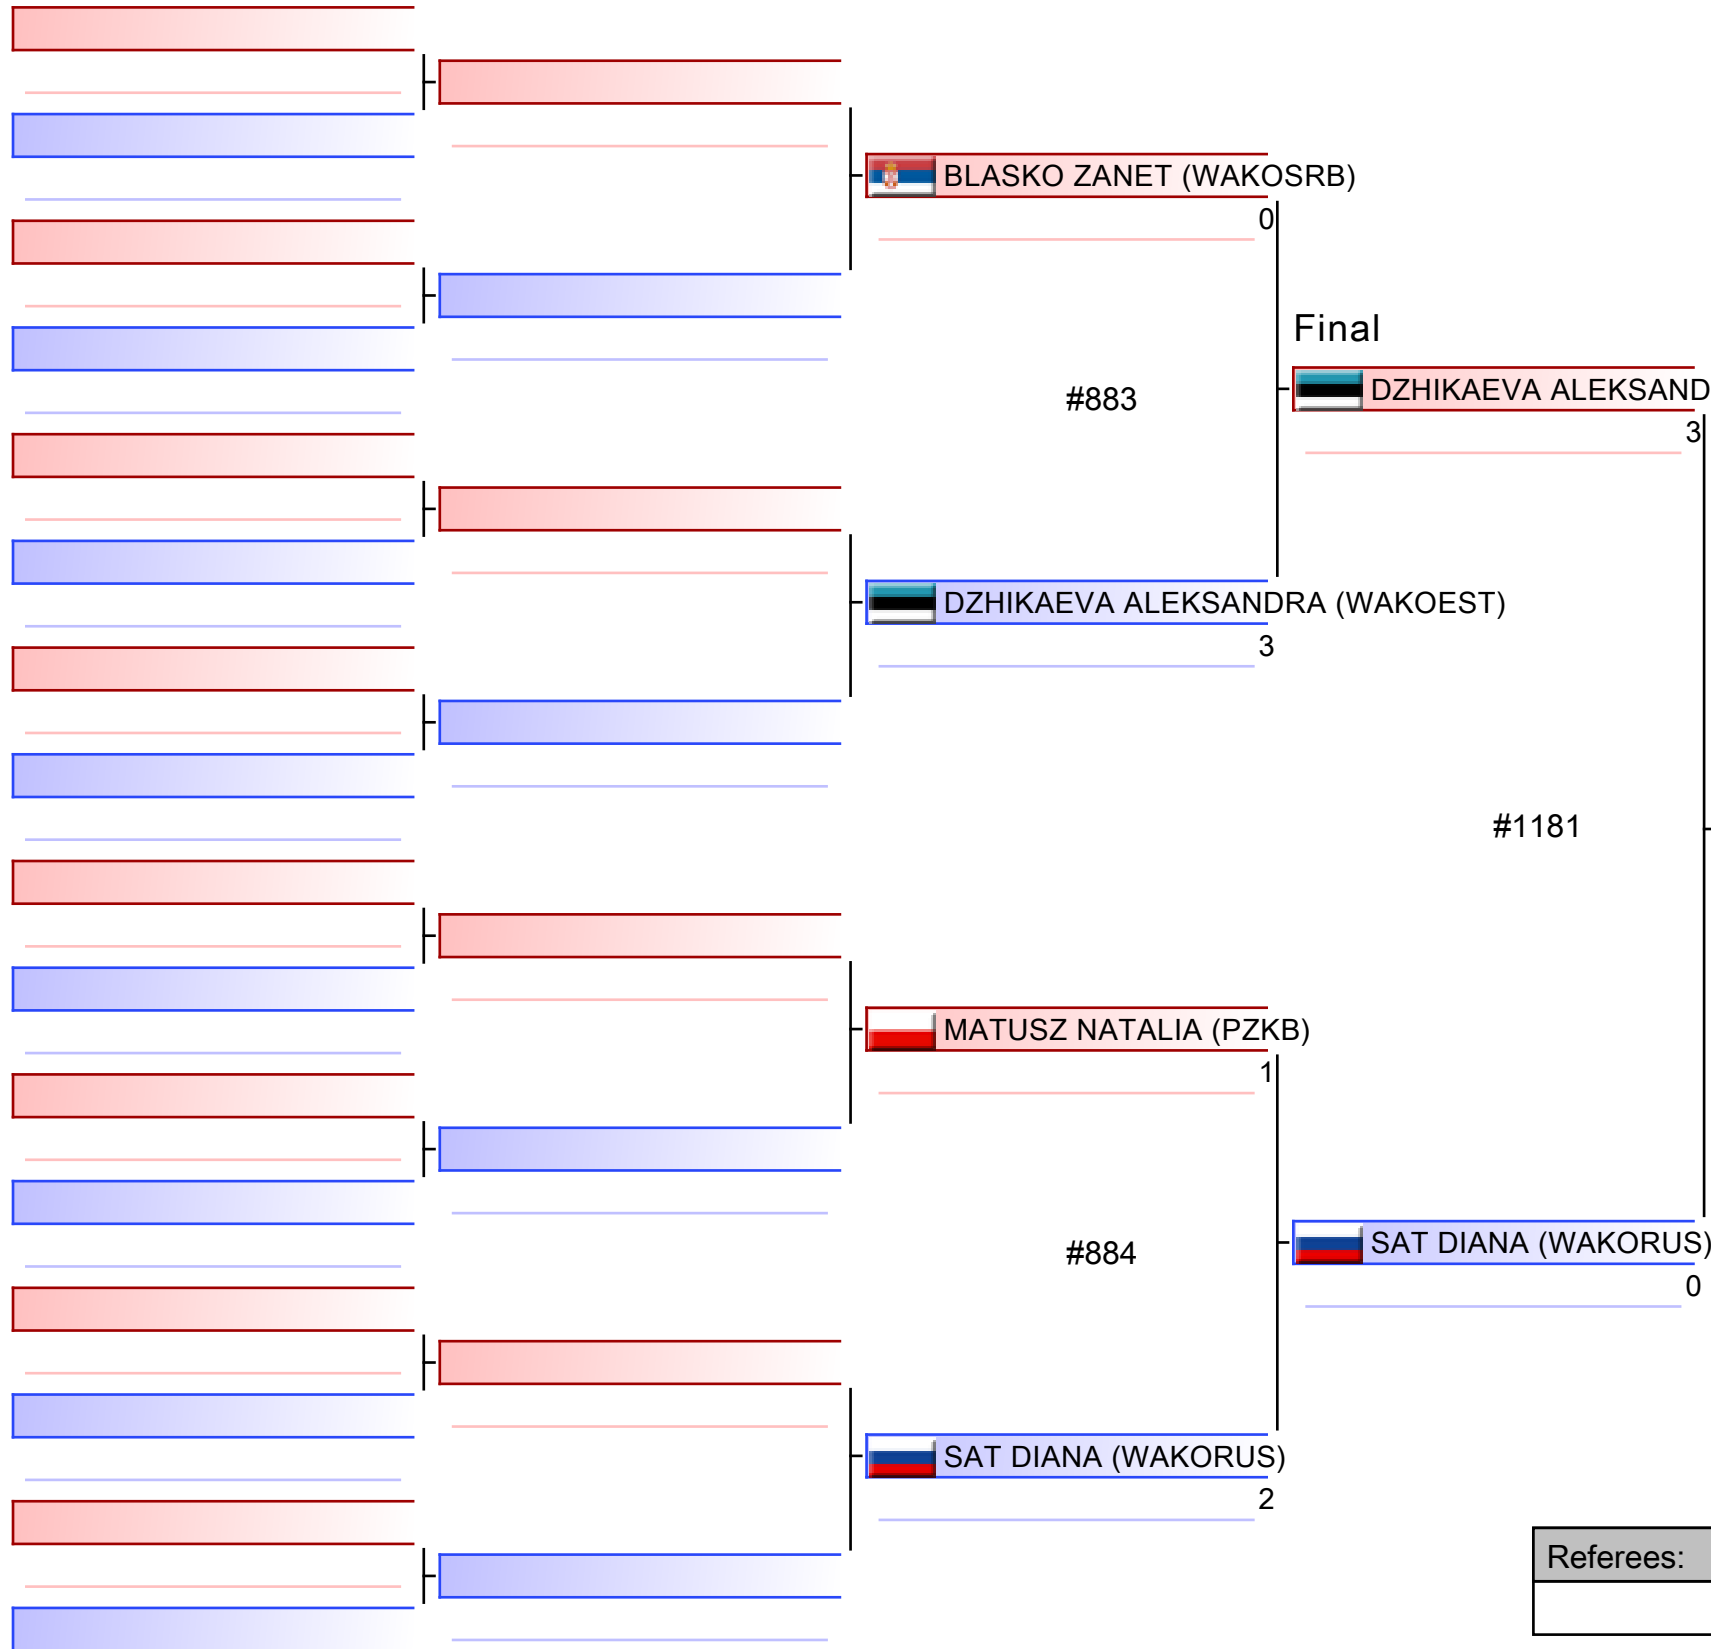 BLASKO ZANET (WAKOSRB)
0
Final
#883
DZHIKAEVA ALEKSAND
3
DZHIKAEVA ALEKSANDRA (WAKOEST)
3
#1181
MATUSZ NATALIA (PZKB)
1
#884
SAT DIANA (WAKORUS)
0
SAT DIANA (WAKORUS)
2
Referees: